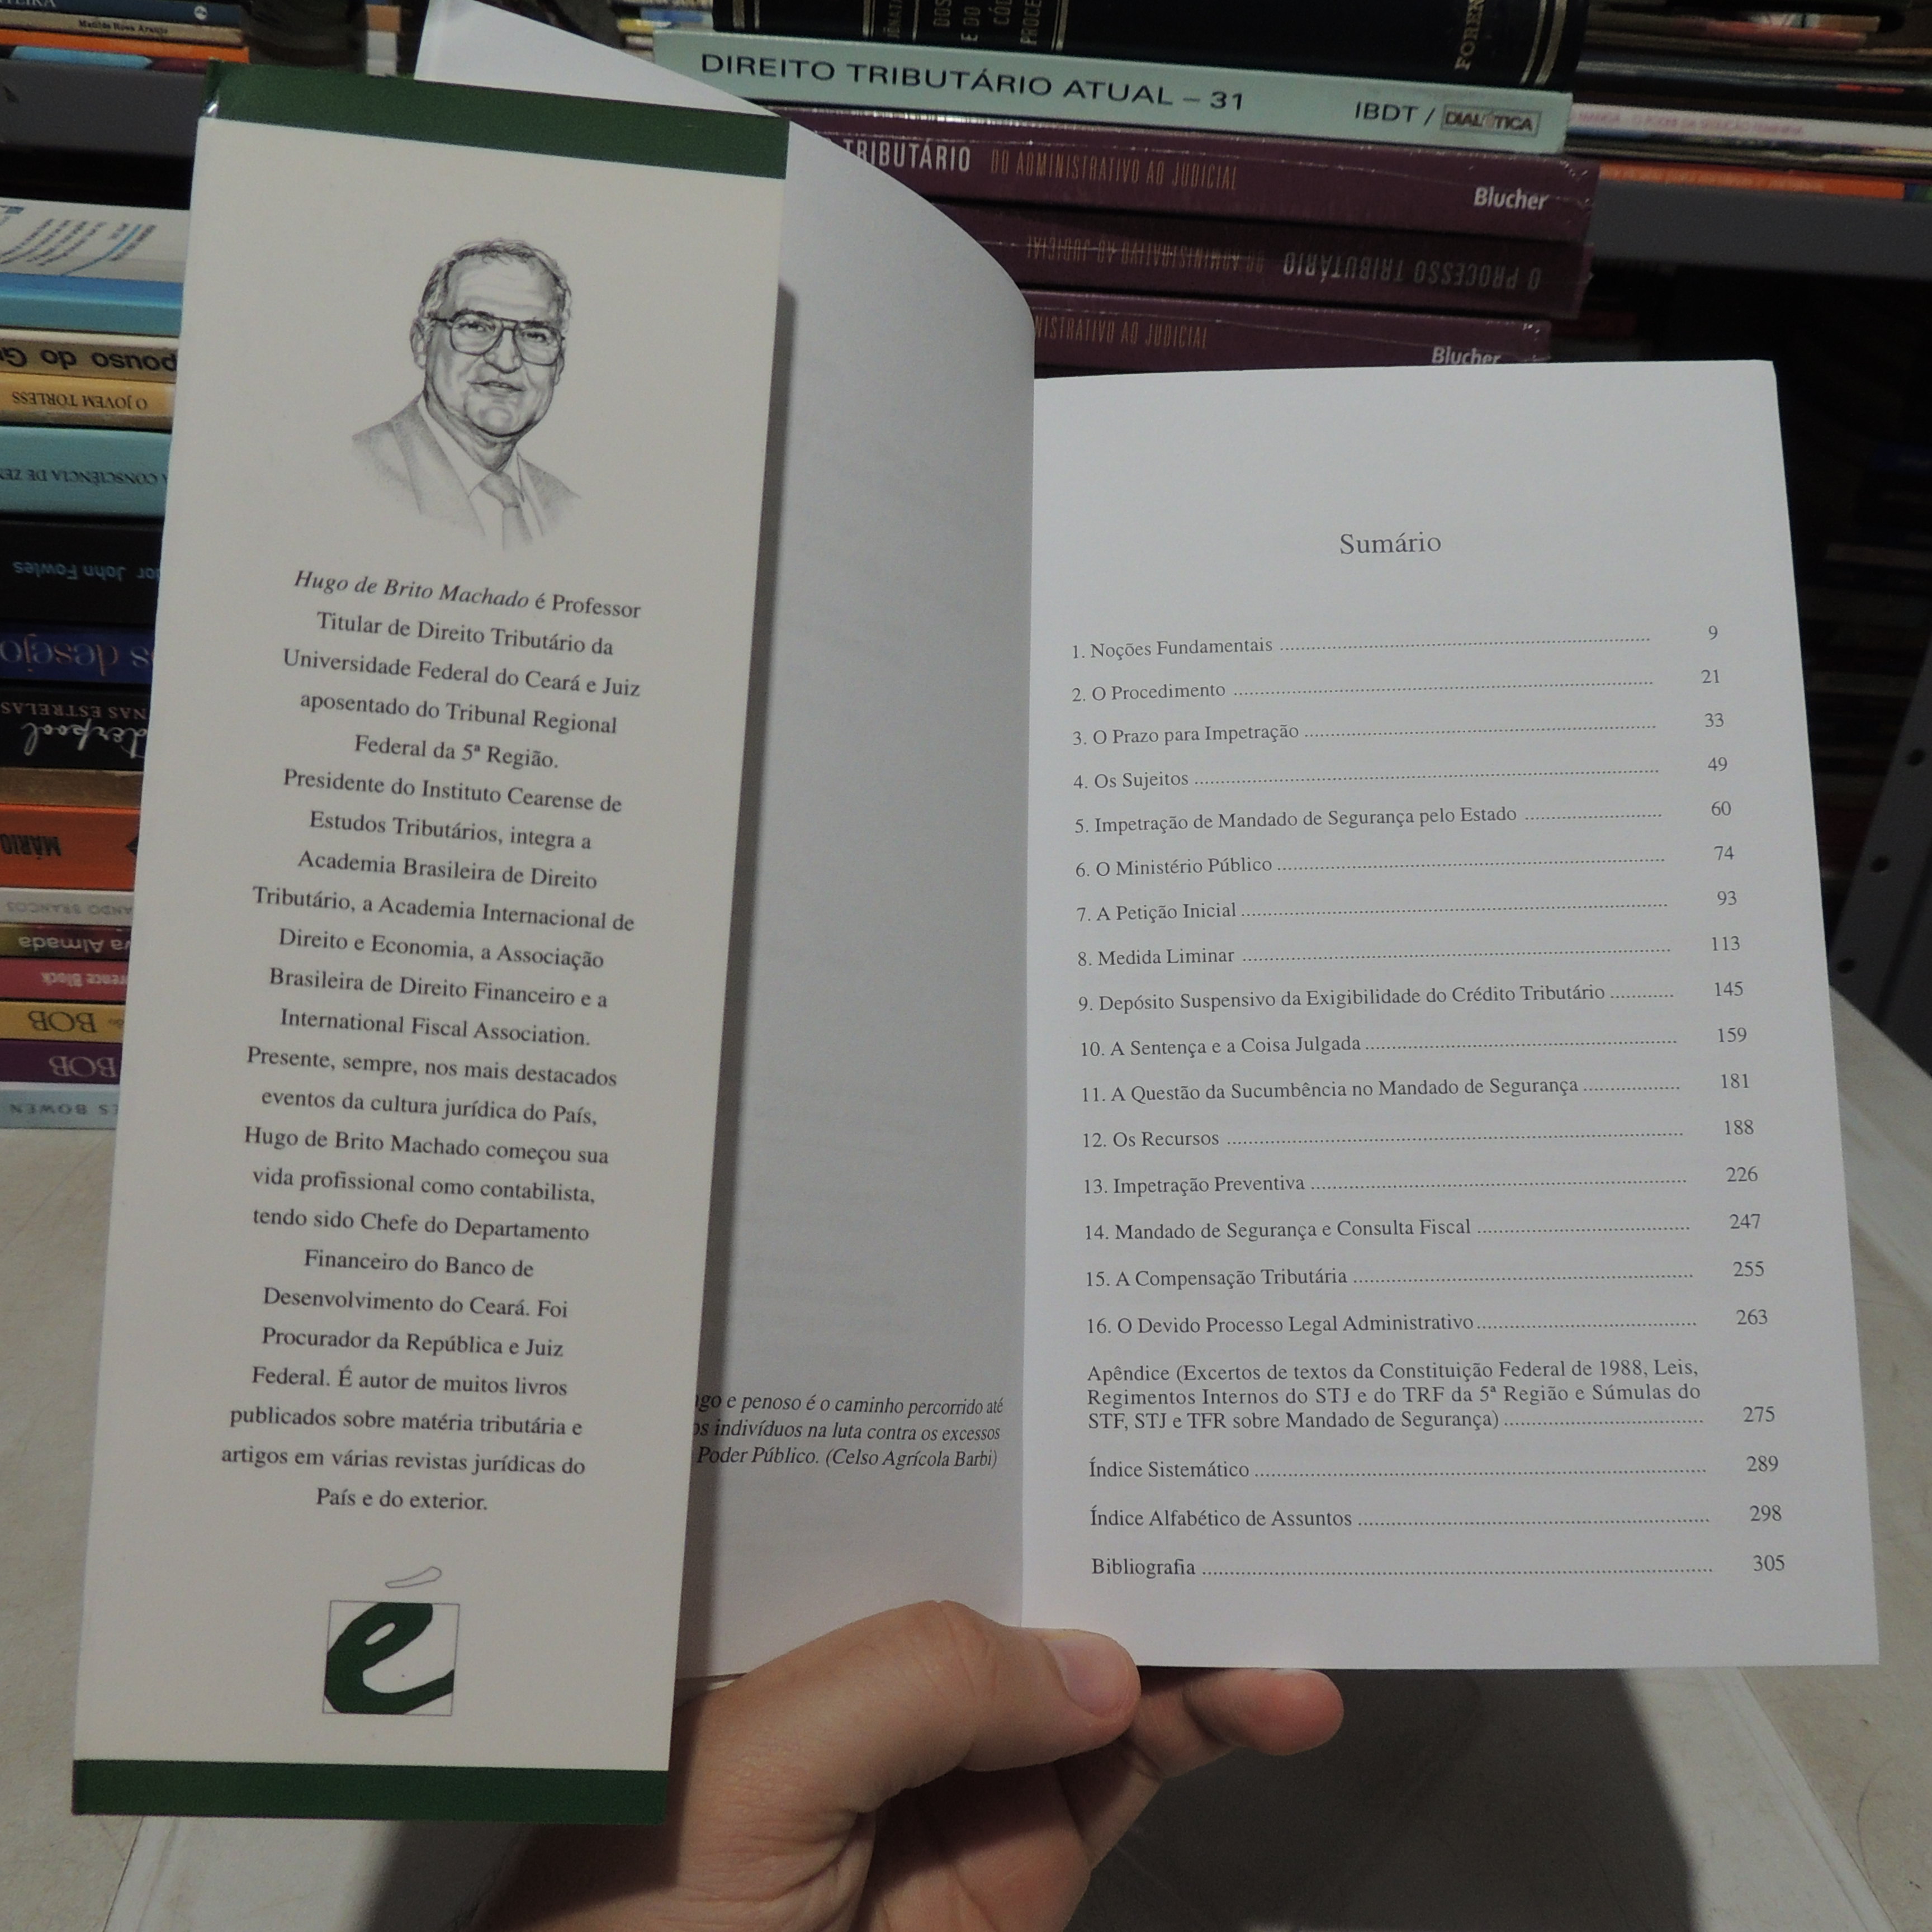 Matilde Rosa Araújo
DIREITO TRIBUTÁRIO ATUAL – 31
IBDT / DIALÉTICA
TRIBUTÁRIO DO ADMINISTRATIVO AO JUDICIAL
Blucher
O PROCESSO TRIBUTÁRIO DO ADMINISTRATIVO AO JUDICIAL
AO JUDICIAL
Blucher
O JOVEM TÖRLESS
CONSCIÊNCIA DE
John Fowles
desejo
NAS ESTRELAS
MÁRIO
Almada
Block
BOB
BOB
BOWEN
Hugo de Brito Machado é Professor
Titular de Direito Tributário da
Universidade Federal do Ceará e Juiz
aposentado do Tribunal Regional
Federal da 5ª Região.
Presidente do Instituto Cearense de
Estudos Tributários, integra a
Academia Brasileira de Direito
Tributário, a Academia Internacional de
Direito e Economia, a Associação
Brasileira de Direito Financeiro e a
International Fiscal Association.
Presente, sempre, nos mais destacados
eventos da cultura jurídica do País,
Hugo de Brito Machado começou sua
vida profissional como contabilista,
tendo sido Chefe do Departamento
Financeiro do Banco de
Desenvolvimento do Ceará. Foi
Procurador da República e Juiz
Federal. É autor de muitos livros
publicados sobre matéria tributária e
artigos em várias revistas jurídicas do
País e do exterior.
é
e penoso é o caminho percorrido até
indivíduos na luta contra os excessos
Poder Público. (Celso Agrícola Barbi)
Sumário
1. Noções Fundamentais ........ 9
2. O Procedimento ........ 21
3. O Prazo para Impetração ........ 33
4. Os Sujeitos ........ 49
5. Impetração de Mandado de Segurança pelo Estado ........ 60
6. O Ministério Público ........ 74
7. A Petição Inicial ........ 93
8. Medida Liminar ........ 113
9. Depósito Suspensivo da Exigibilidade do Crédito Tributário ........ 145
10. A Sentença e a Coisa Julgada ........ 159
11. A Questão da Sucumbência no Mandado de Segurança ........ 181
12. Os Recursos ........ 188
13. Impetração Preventiva ........ 226
14. Mandado de Segurança e Consulta Fiscal ........ 247
15. A Compensação Tributária ........ 255
16. O Devido Processo Legal Administrativo ........ 263
Apêndice (Excertos de textos da Constituição Federal de 1988, Leis,
Regimentos Internos do STJ e do TRF da 5ª Região e Súmulas do
STF, STJ e TFR sobre Mandado de Segurança) ........ 275
Índice Sistemático ........ 289
Índice Alfabético de Assuntos ........ 298
Bibliografia ........ 305